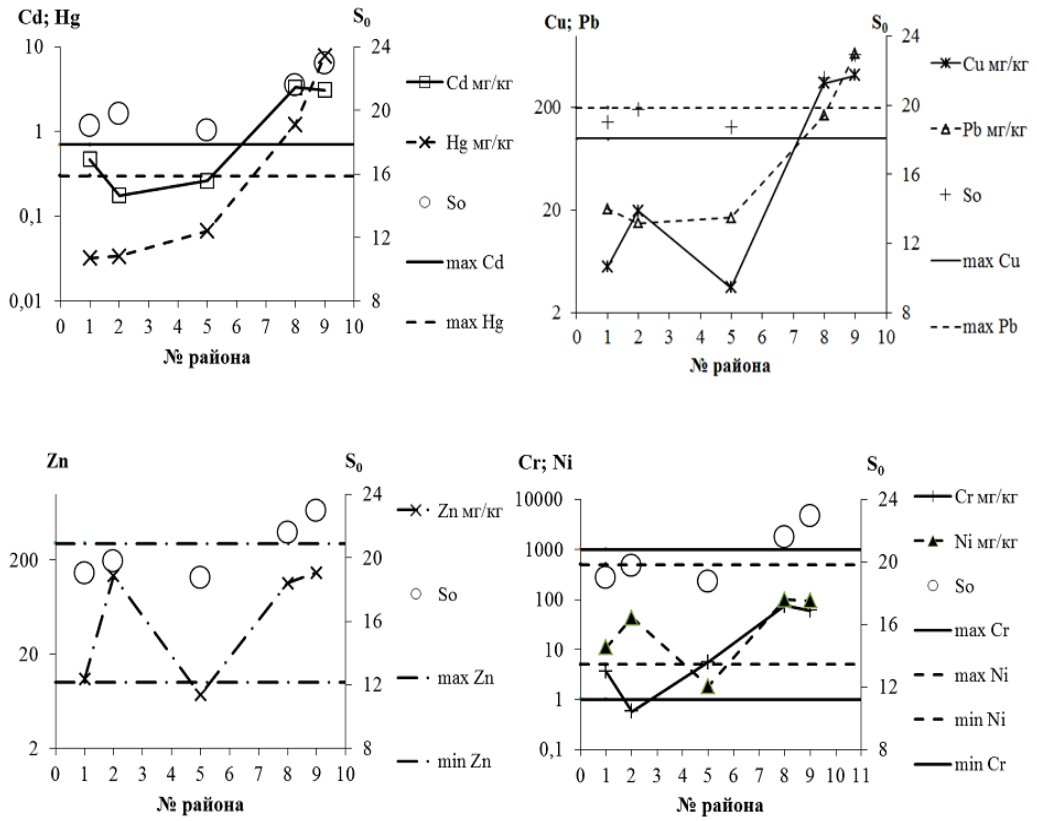 Cd; Hg
S₀
10
1
0,1
0,01
24
20
16
12
8
0 1 2 3 4 5 6 7 8 9 10
№ района
Cd мг/кг
Hg мг/кг
So
max Cd
max Hg
Cu; Pb
S₀
200
20
2
24
22
20
18
16
14
12
10
8
0 1 2 3 4 5 6 7 8 9 10
№ района
Cu мг/кг
Pb мг/кг
So
max Cu
max Pb
Zn
S₀
200
20
2
24
20
16
12
8
0 1 2 3 4 5 6 7 8 9 10
№ района
Zn мг/кг
So
max Zn
min Zn
Cr; Ni
S₀
10000
1000
100
10
1
0,1
24
20
16
12
8
0 1 2 3 4 5 6 7 8 9 10 11
№ района
Cr мг/кг
Ni мг/кг
So
max Cr
max Ni
min Ni
min Cr